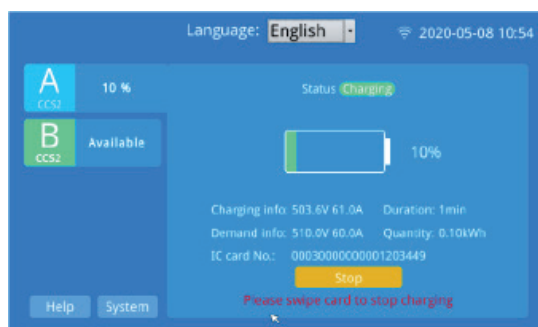 Language: English 2020-05-08 10:54
A CCS2 10 %
B CCS2 Available
Status Charging
10%
Charging info: 503.6V 61.0A Duration: 1min
Demand info: 510.0V 60.0A Quantity: 0.10kWh
IC card No.: 00030000000001203449
Stop
Please swipe card to stop charging
Help System